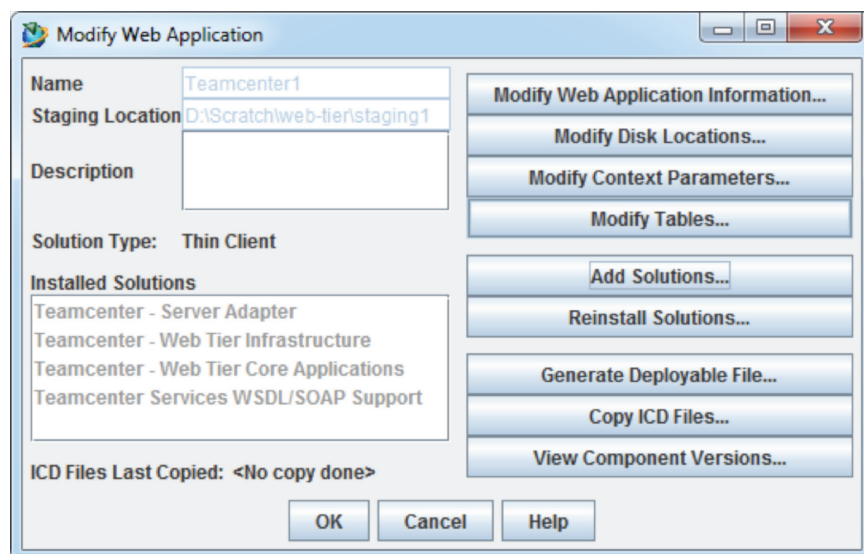 Modify Web Application
Name Teamcenter1
Staging Location D:\Scratch\web-tier\staging1
Description
Solution Type: Thin Client
Installed Solutions
Teamcenter - Server Adapter
Teamcenter - Web Tier Infrastructure
Teamcenter - Web Tier Core Applications
Teamcenter Services WSDL/SOAP Support
ICD Files Last Copied: <No copy done>
Modify Web Application Information...
Modify Disk Locations...
Modify Context Parameters...
Modify Tables...
Add Solutions...
Reinstall Solutions...
Generate Deployable File...
Copy ICD Files...
View Component Versions...
OK Cancel Help